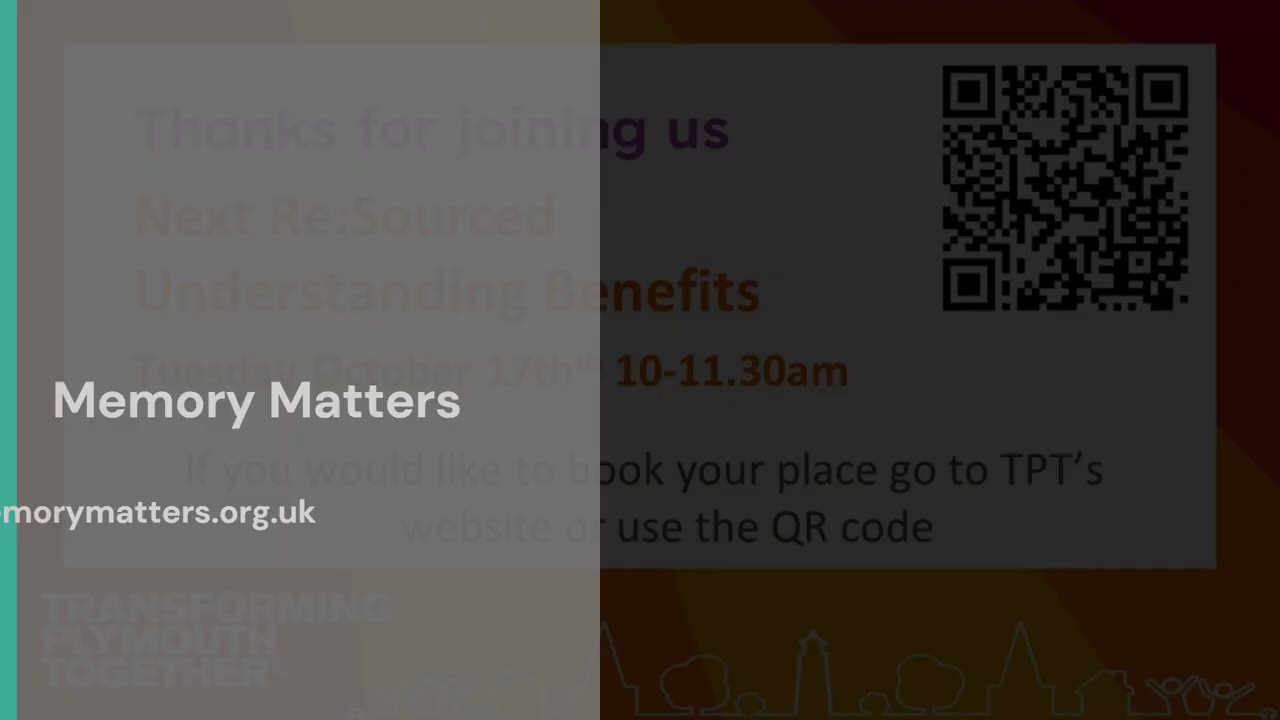 Thanks for joining us
Next Re:Sourced
Understanding Benefits
Tuesday October 17thth 10-11.30am
Memory Matters
If you would like to book your place go to TPT’s
morymatters.org.uk
website or use the QR code
TRANSFORMING
PLYMOUTH
TOGETHER